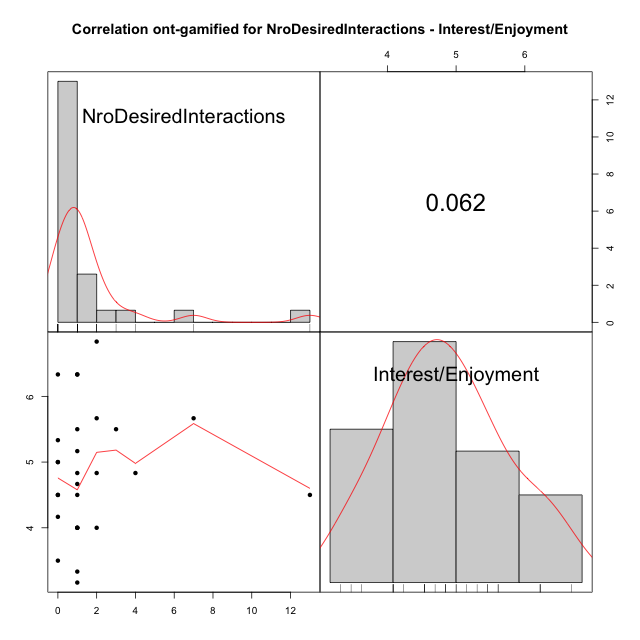 Correlation ont-gamified for NroDesiredInteractions - Interest/Enjoyment
4 5 6
NroDesiredInteractions
0.062
12
10
8
6
4
2
0
Interest/Enjoyment
6
5
4
0 2 4 6 8 10 12